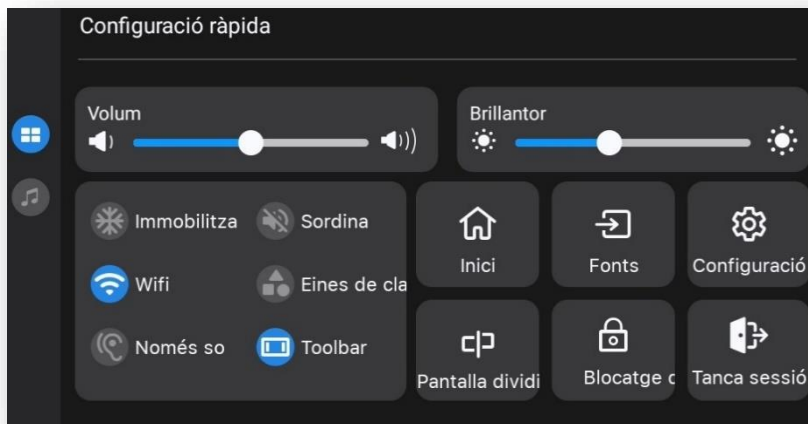 Configuració ràpida
Volum
Brillantor
Immobilitza
Sordina
Inici
Fonts
Configuració
Wifi
Eines de cla
Només so
Toolbar
Pantalla dividi
Blocatge c
Tanca sessió